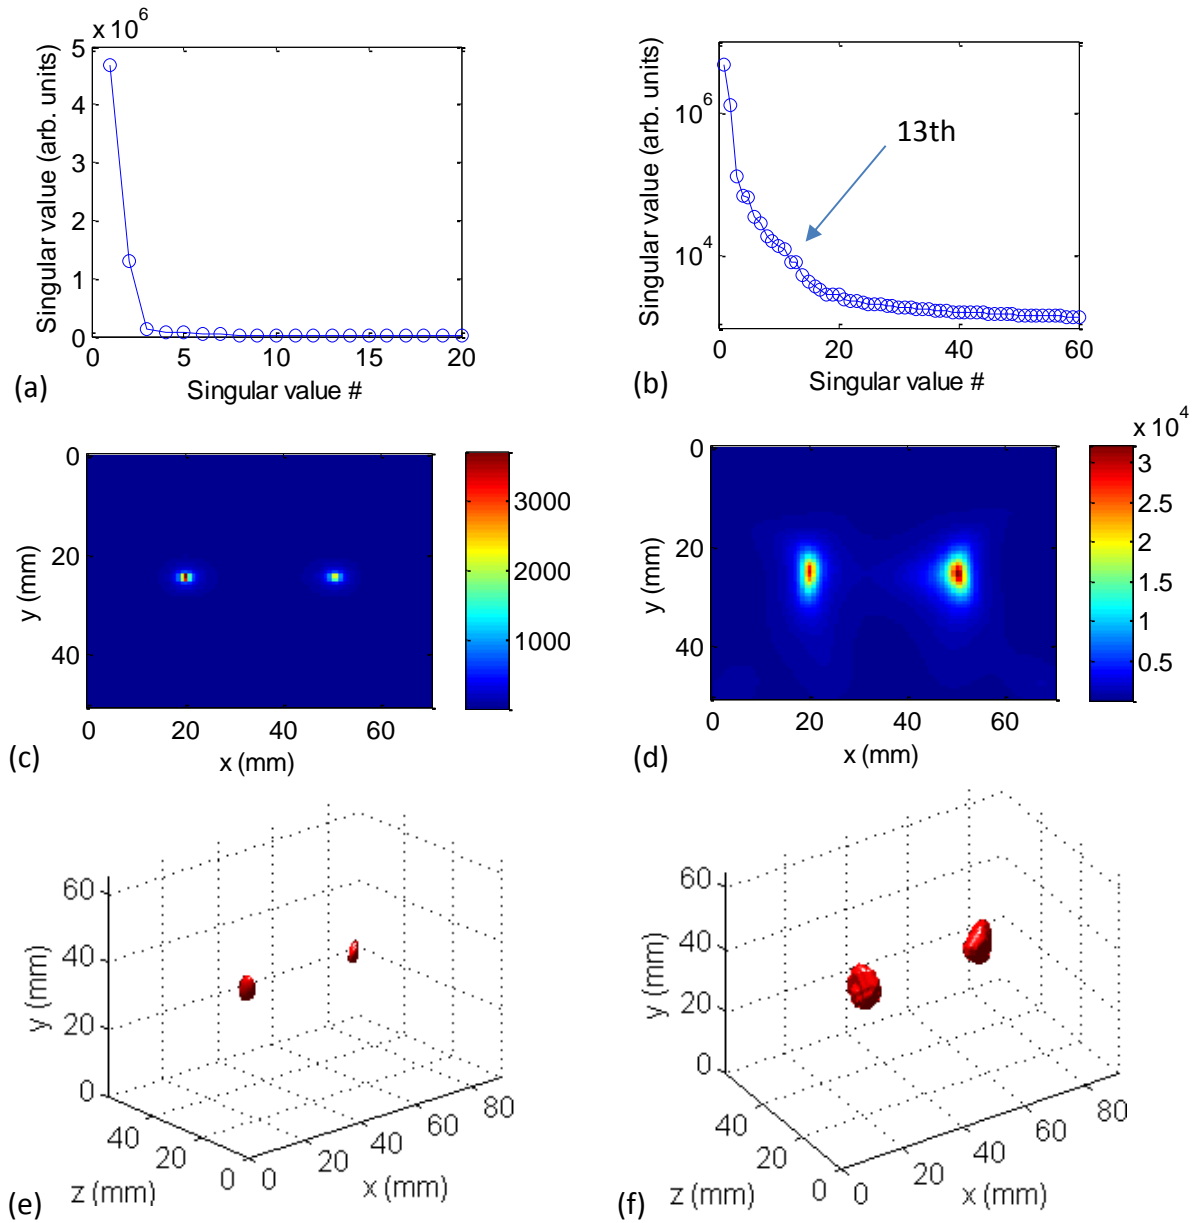 x 10^6
5
4
3
2
1
0
Singular value (arb. units)
0 5 10 15 20
Singular value #
(a)
10^6
10^4
Singular value (arb. units)
13th
0 20 40 60
Singular value #
(b)
0
20
40
y (mm)
0 20 40 60
x (mm)
3000
2000
1000
(c)
x 10^4
0
20
40
y (mm)
0 20 40 60
x (mm)
3
2.5
2
1.5
1
0.5
(d)
60
40
20
0
y (mm)
40
20
0
z (mm)
0
20
40
60
80
x (mm)
(e)
60
40
20
0
y (mm)
40
20
0
z (mm)
0
20
40
60
80
x (mm)
(f)